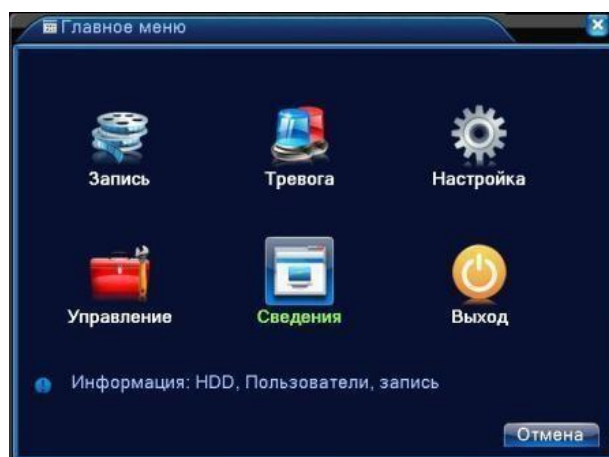 Главное меню
Запись Тревога Настройка
Управление Сведения Выход
Информация: HDD, Пользователи, запись
Отмена